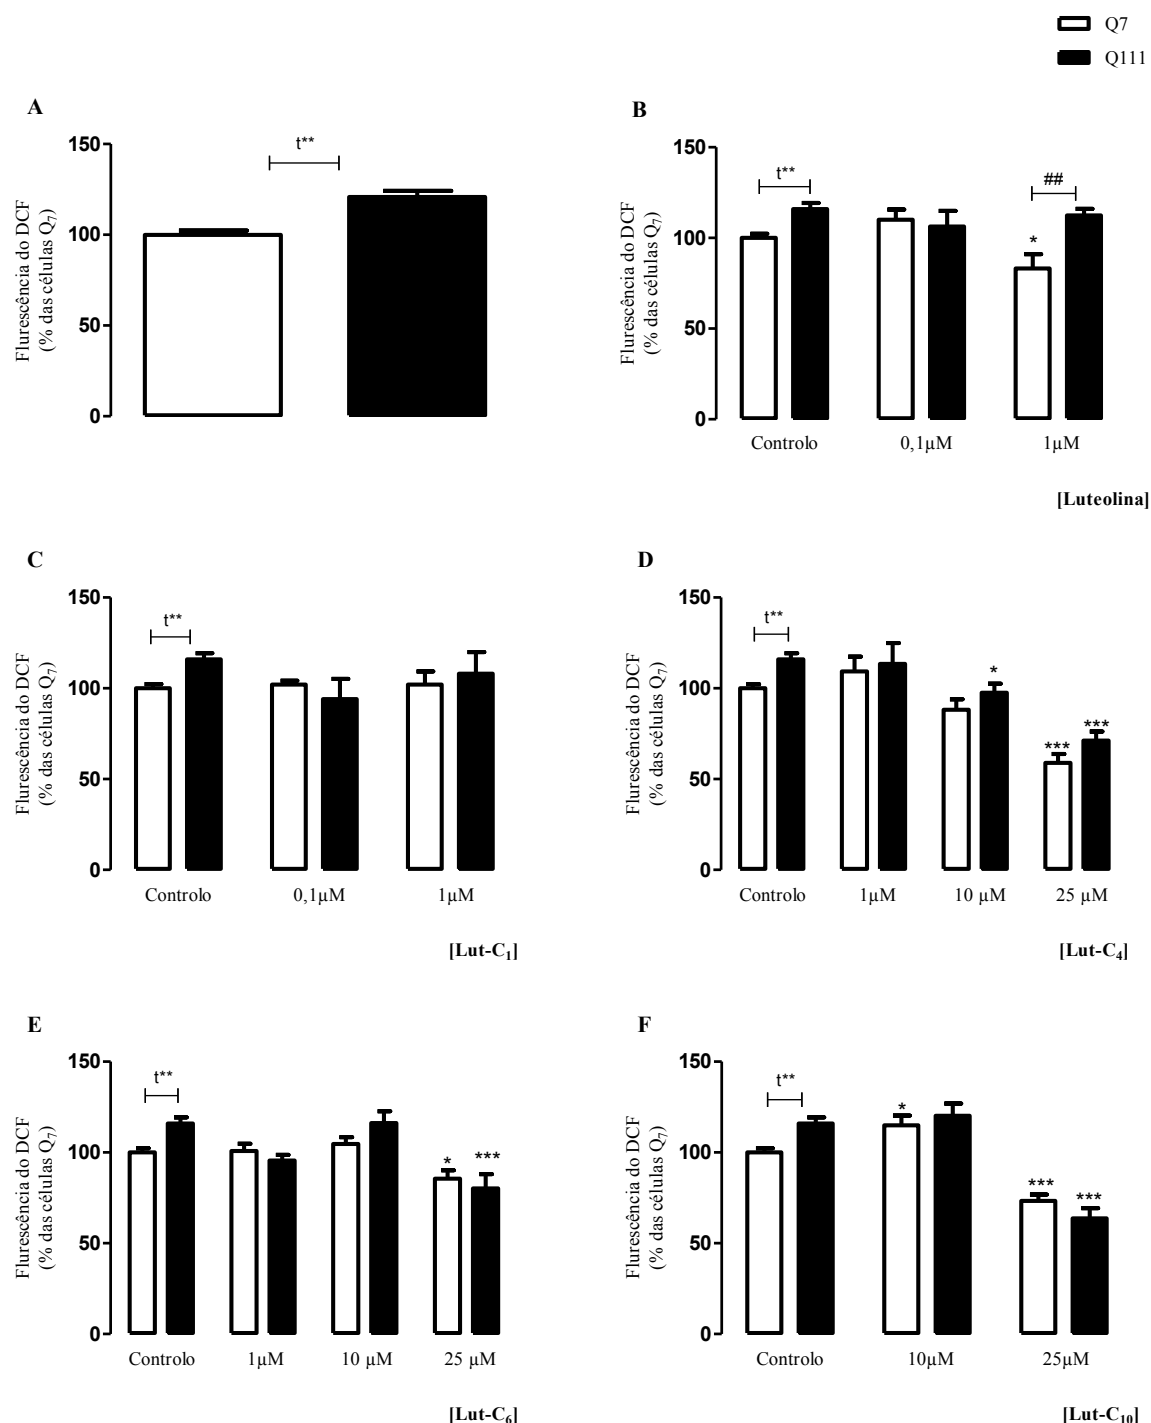 Q7
Q111
A
150
100
50
0
Flurescência do DCF
(% das células Q₇)
t**
B
150
100
50
0
Flurescência do DCF
(% das células Q₇)
t**
*
##
Controlo
0,1µM
1µM
[Luteolina]
C
150
100
50
0
Flurescência do DCF
(% das células Q₇)
t**
Controlo
0,1µM
1µM
[Lut-C₁]
D
150
100
50
0
Flurescência do DCF
(% das células Q₇)
t**
*
***
***
Controlo
1µM
10 µM
25 µM
[Lut-C₄]
E
150
100
50
0
Flurescência do DCF
(% das células Q₇)
t**
*
***
Controlo
1µM
10 µM
25 µM
[Lut-C₆]
F
150
100
50
0
Flurescência do DCF
(% das células Q₇)
t**
*
***
***
Controlo
10µM
25µM
[Lut-C₁₀]